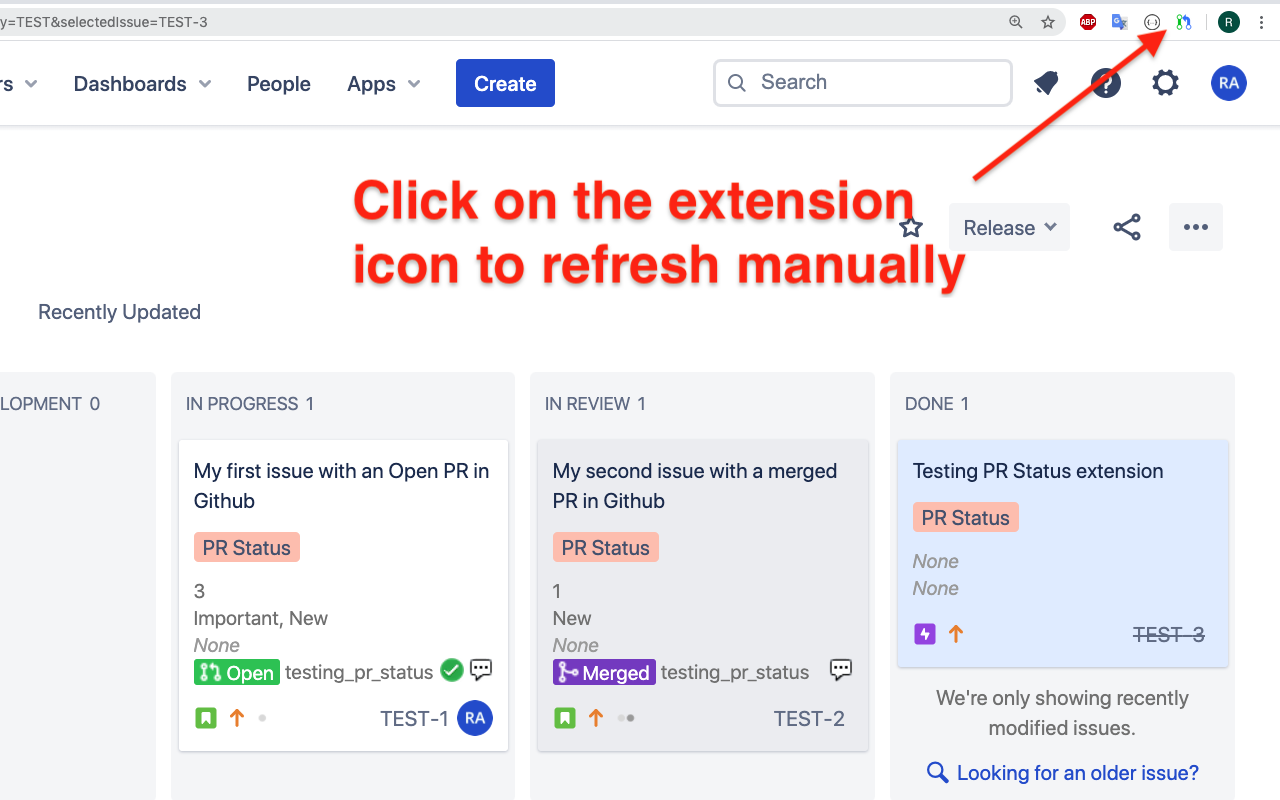 y=TEST&selectedIssue=TEST-3
ABP
R
rs
Dashboards
People
Apps
Create
Search
?
RA
Click on the extension
icon to refresh manually
Release
Recently Updated
LOPMENT 0
IN PROGRESS 1
IN REVIEW 1
DONE 1
My first issue with an Open PR in
Github
PR Status
3
Important, New
None
Open testing_pr_status
TEST-1 RA
My second issue with a merged
PR in Github
PR Status
1
New
None
Merged testing_pr_status
TEST-2
Testing PR Status extension
PR Status
None
None
TEST-3
We're only showing recently
modified issues.
Looking for an older issue?